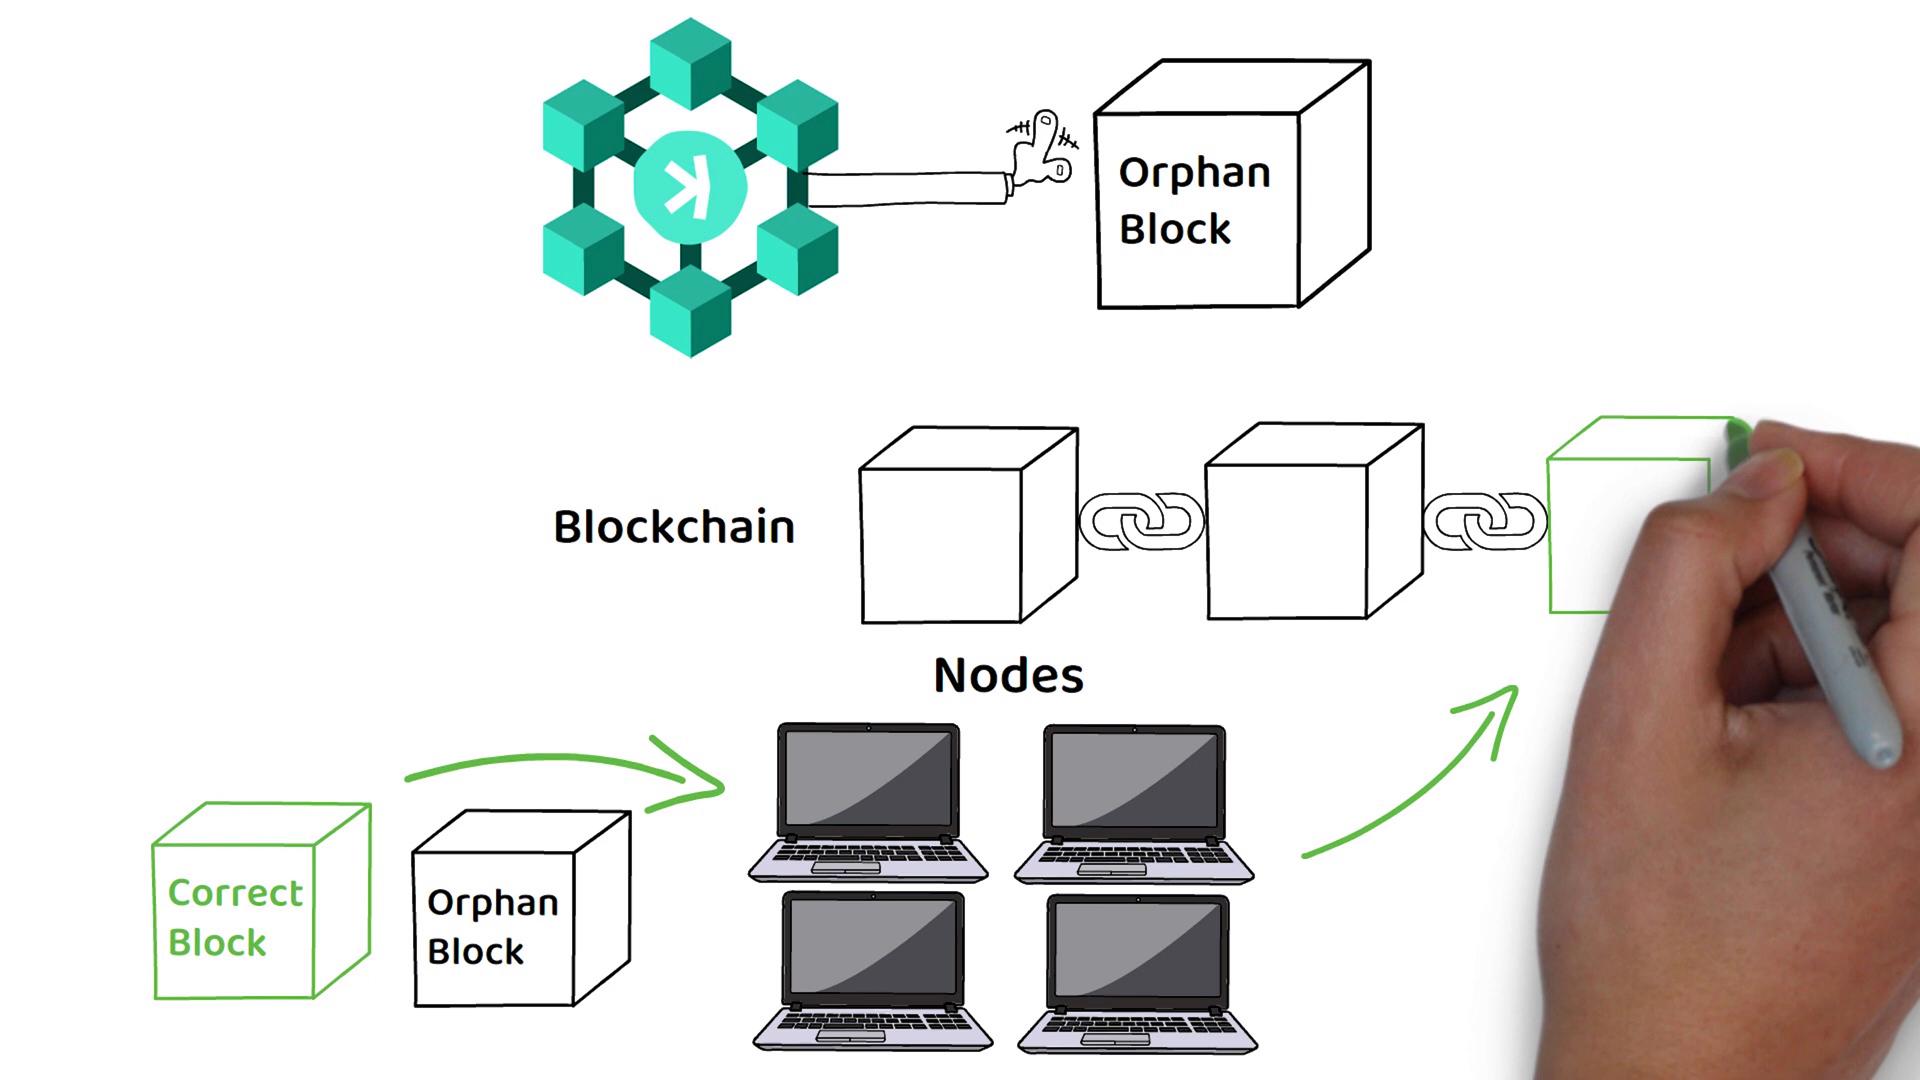 Orphan
Block
Blockchain
Nodes
Correct
Block
Orphan
Block